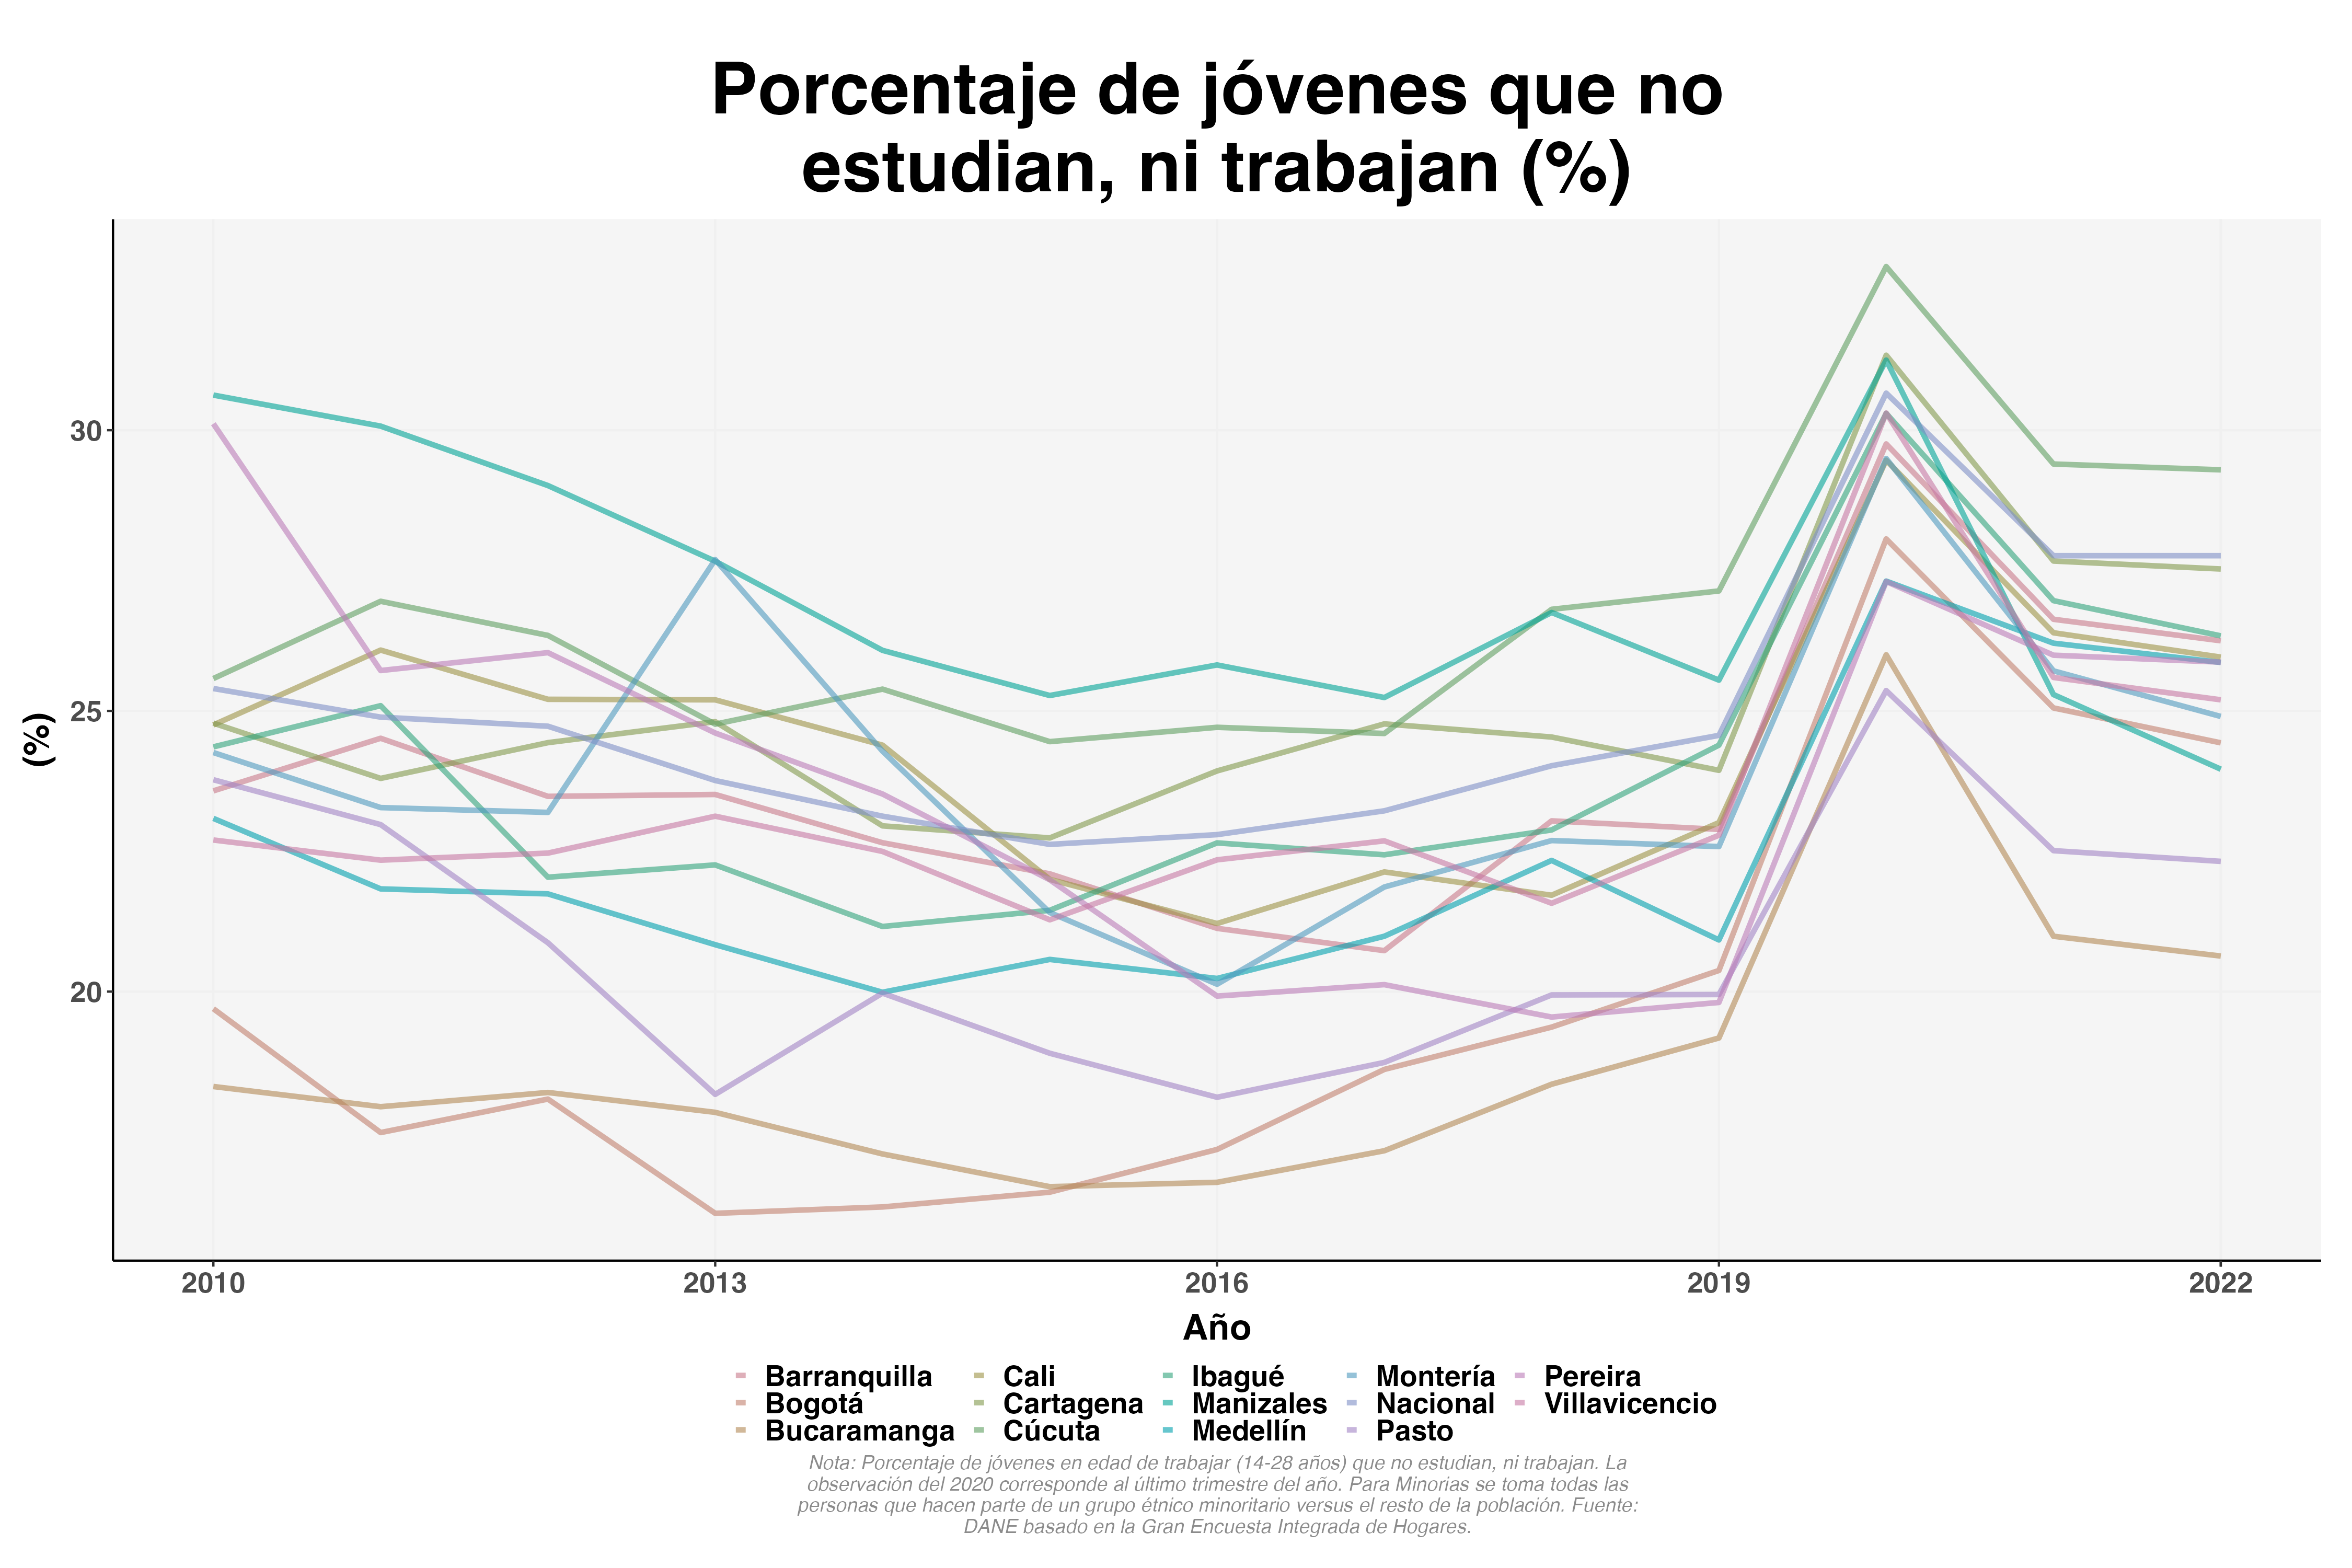 Porcentaje de jóvenes que no
estudian, ni trabajan (%)
(%)
30
25
20
2010 2013 2016 2019 2022
Año
Barranquilla Cali Ibagué Montería Pereira
Bogotá Cartagena Manizales Nacional Villavicencio
Bucaramanga Cúcuta Medellín Pasto
Nota: Porcentaje de jóvenes en edad de trabajar (14-28 años) que no estudian, ni trabajan. La
observación del 2020 corresponde al último trimestre del año. Para Minorias se toma todas las
personas que hacen parte de un grupo étnico minoritario versus el resto de la población. Fuente:
DANE basado en la Gran Encuesta Integrada de Hogares.